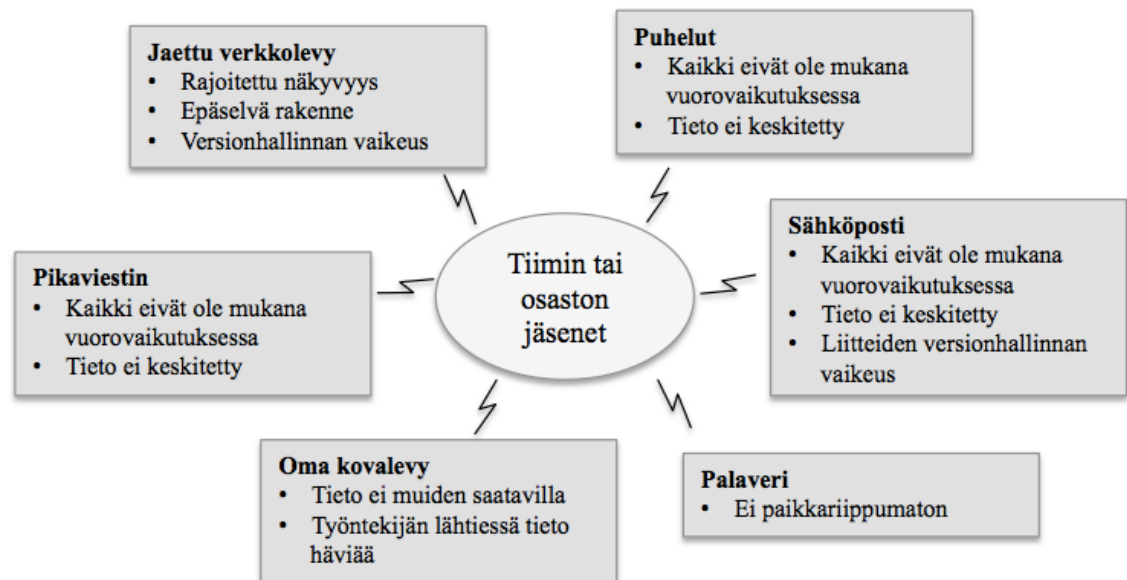 Jaettu verkkolevy
• Rajoitettu näkyvyys
• Epäselvä rakenne
• Versionhallinnan vaikeus
Puhelut
• Kaikki eivät ole mukana
vuorovaikutuksessa
• Tieto ei keskitetty
Pikaviestin
• Kaikki eivät ole mukana
vuorovaikutuksessa
• Tieto ei keskitetty
Tiimin tai
osaston
jäsenet
Sähköposti
• Kaikki eivät ole mukana
vuorovaikutuksessa
• Tieto ei keskitetty
• Liitteiden versionhallinnan
vaikeus
Oma kovalevy
• Tieto ei muiden saatavilla
• Työntekijän lähtiessä tieto
häviää
Palaveri
• Ei paikkariippumaton